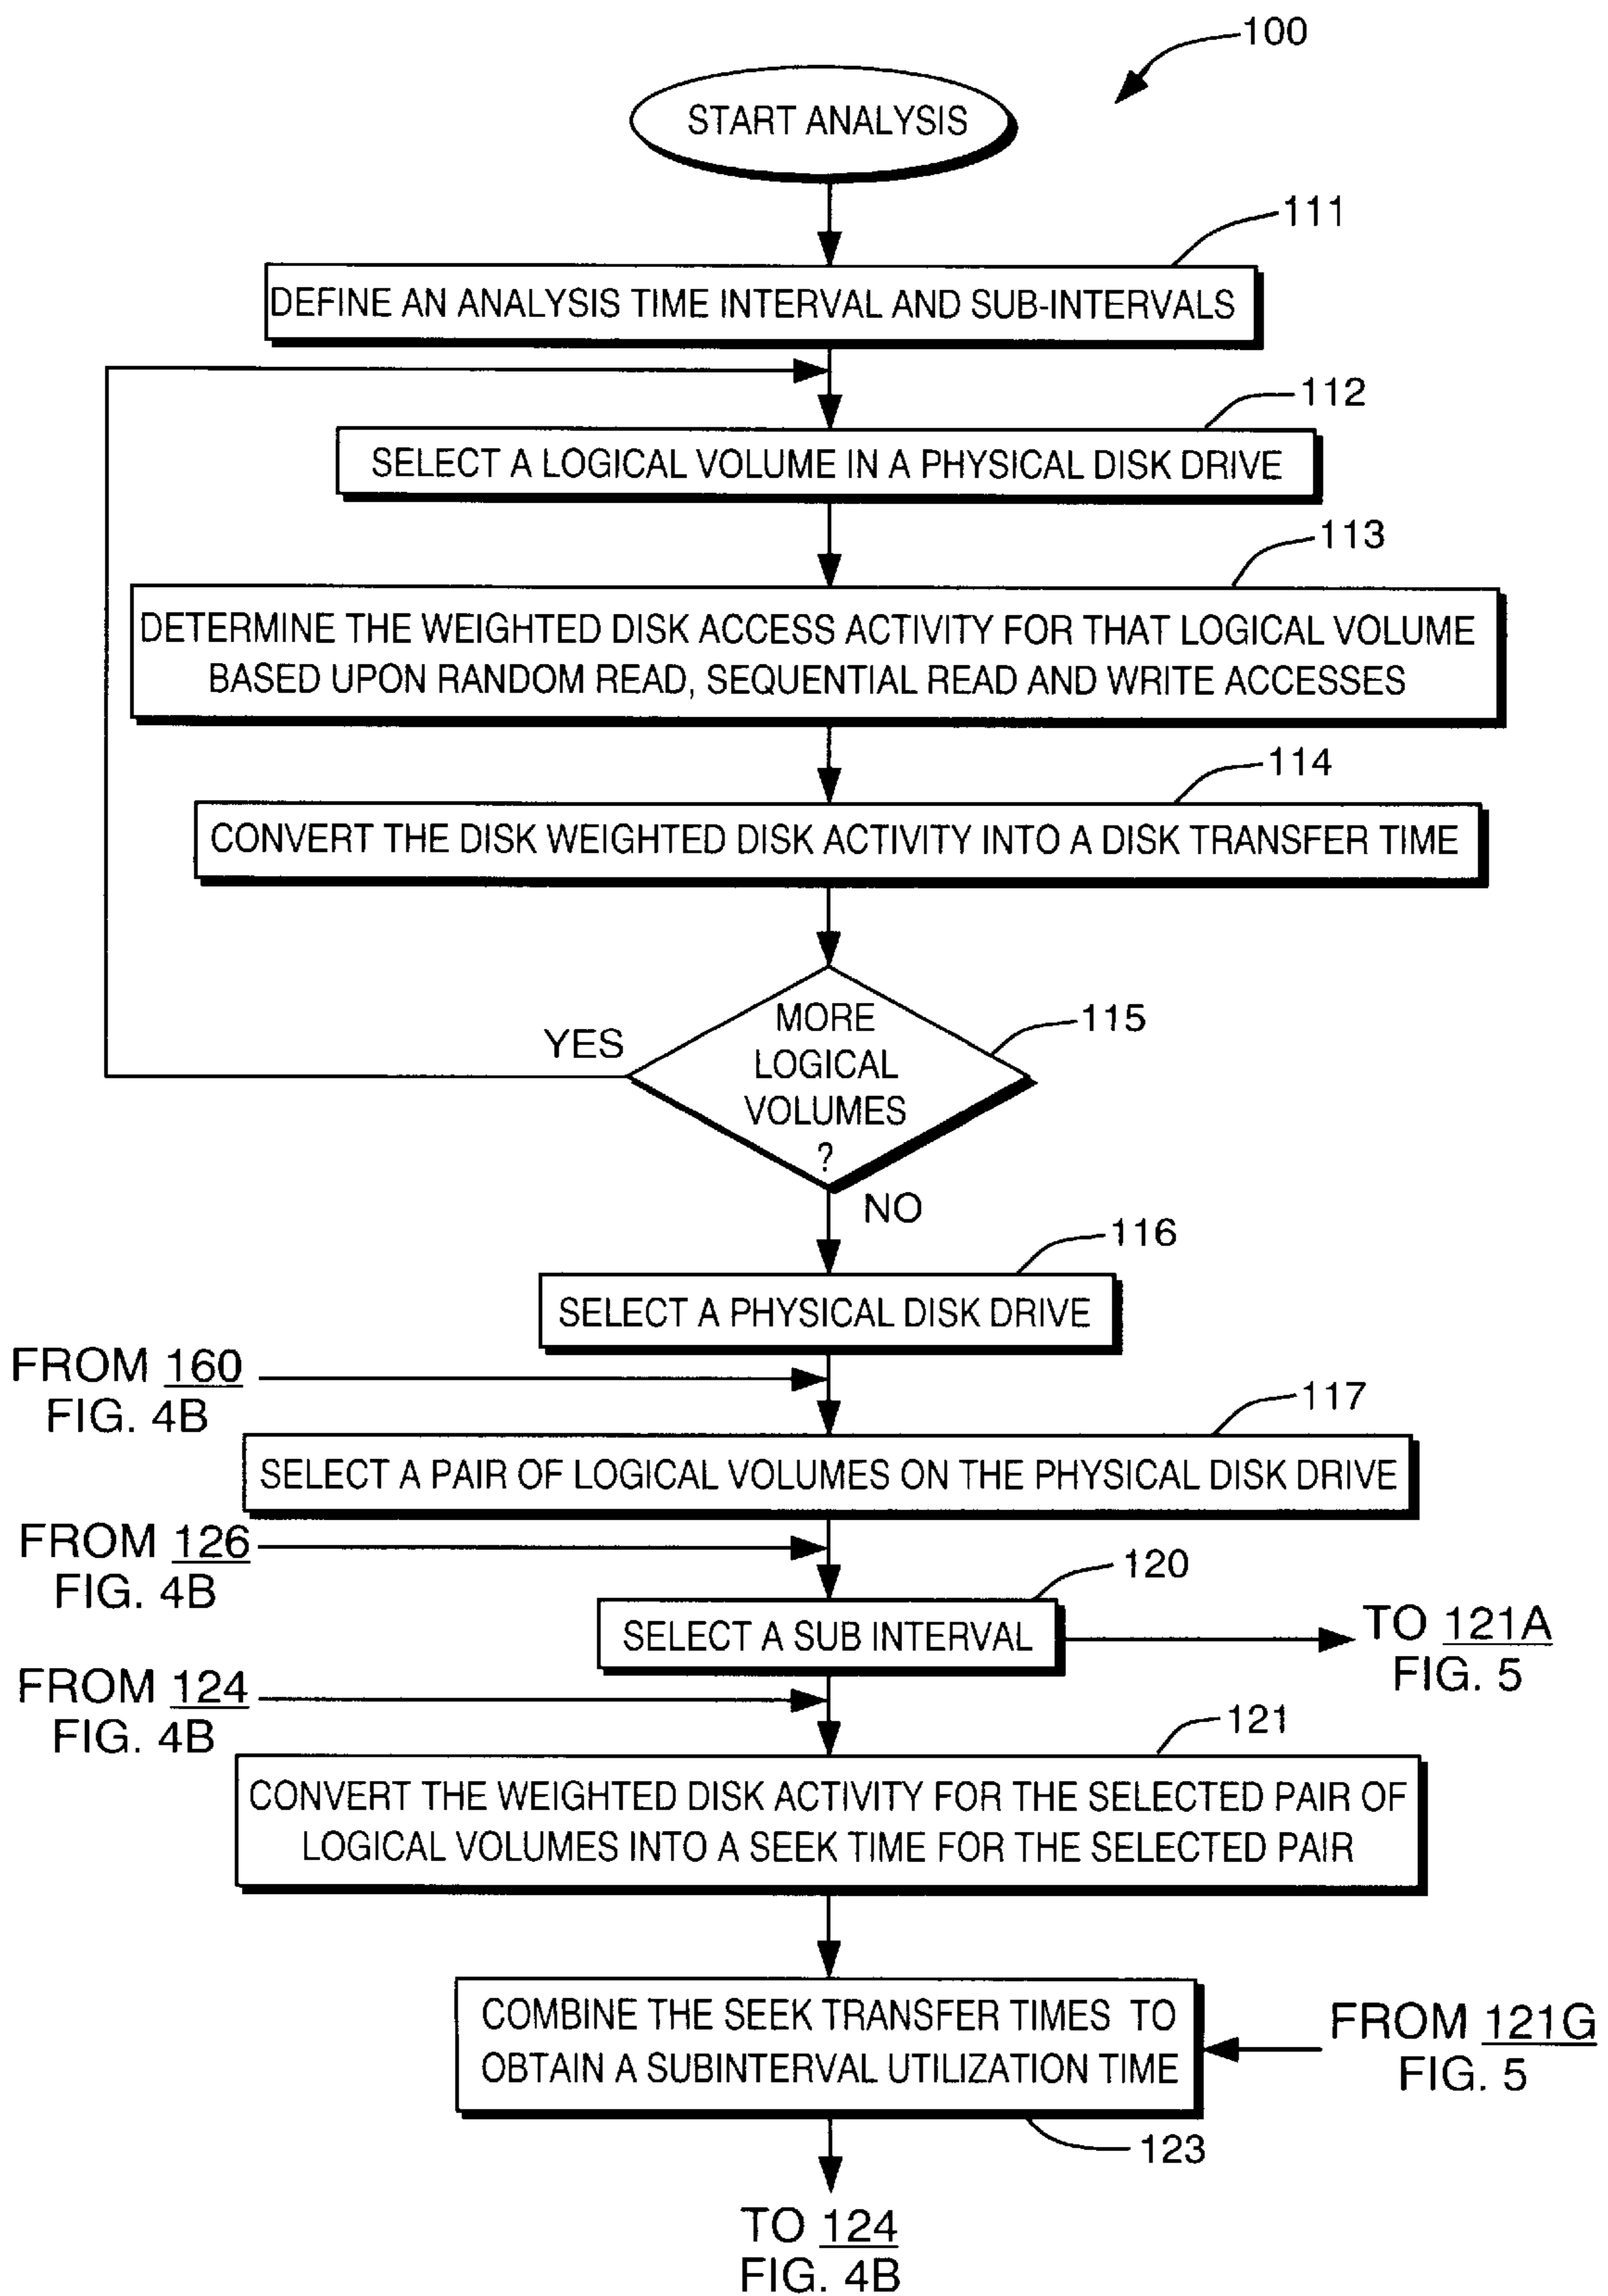 100
START ANALYSIS
111
DEFINE AN ANALYSIS TIME INTERVAL AND SUB-INTERVALS
112
SELECT A LOGICAL VOLUME IN A PHYSICAL DISK DRIVE
113
DETERMINE THE WEIGHTED DISK ACCESS ACTIVITY FOR THAT LOGICAL VOLUME
BASED UPON RANDOM READ, SEQUENTIAL READ AND WRITE ACCESSES
114
CONVERT THE DISK WEIGHTED DISK ACTIVITY INTO A DISK TRANSFER TIME
115
YES
MORE
LOGICAL
VOLUMES
?
NO
116
SELECT A PHYSICAL DISK DRIVE
FROM 160
FIG. 4B
117
SELECT A PAIR OF LOGICAL VOLUMES ON THE PHYSICAL DISK DRIVE
FROM 126
FIG. 4B
120
SELECT A SUB INTERVAL
TO 121A
FIG. 5
FROM 124
FIG. 4B
121
CONVERT THE WEIGHTED DISK ACTIVITY FOR THE SELECTED PAIR OF
LOGICAL VOLUMES INTO A SEEK TIME FOR THE SELECTED PAIR
COMBINE THE SEEK TRANSFER TIMES TO
OBTAIN A SUBINTERVAL UTILIZATION TIME
FROM 121G
FIG. 5
123
TO 124
FIG. 4B